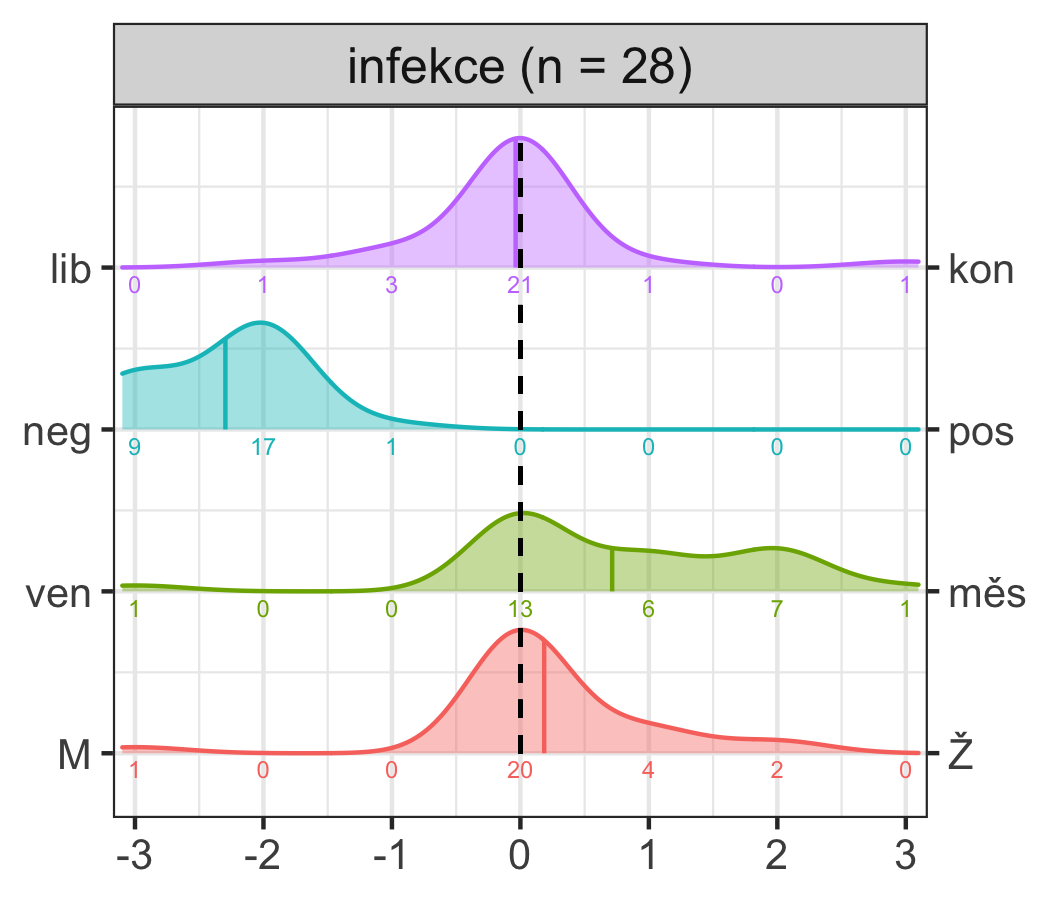 infekce (n = 28)
lib kon
0 1 3 21 1 0 1
neg pos
9 17 1 0 0 0 0
ven měs
1 0 0 13 6 7 1
M Ž
1 0 0 20 4 2 0
-3 -2 -1 0 1 2 3